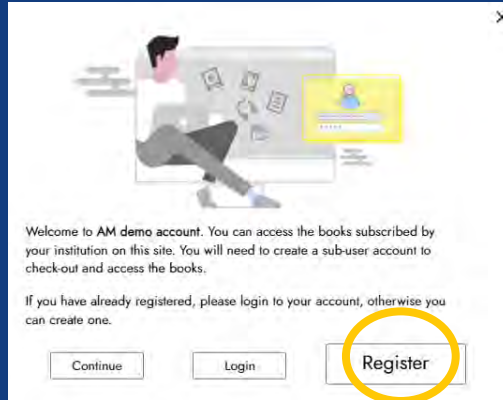 Welcome to AM demo account. You can access the books subscribed by
your institution on this site. You will need to create a sub-user account to
check-out and access the books.
If you have already registered, please login to your account, otherwise you
can create one.
Continue
Login
Register